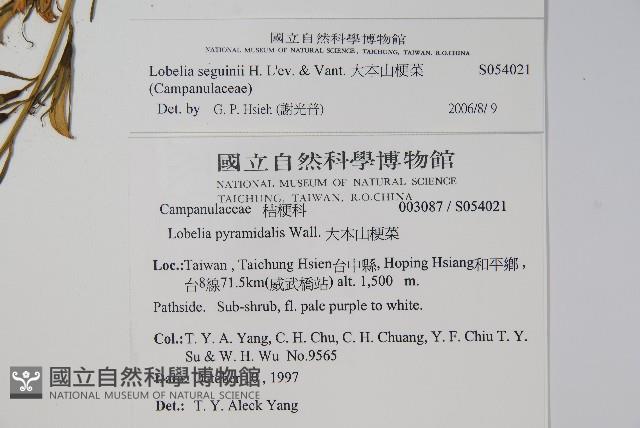 國立自然科學博物館
NATIONAL MUSEUM OF NATURAL SCIENCE, TAICHUNG, TAIWAN, R.O.CHINA
Lobelia seguinii H. L'ev. & Vant. 大本山梗菜 S054021
(Campanulaceae)
Det. by G. P. Hsieh (謝光普) 2006/8/9
國立自然科學博物館
NATIONAL MUSEUM OF NATURAL SCIENCE
TAICHUNG, TAIWAN, R.O.CHINA
Campanulaceae 桔梗科 003087 / S054021
Lobelia pyramidalis Wall. 大本山梗菜
Loc.:Taiwan , Taichung Hsien台中縣, Hoping Hsiang和平鄉 ,
台8線71.5km(威武橋站) alt. 1,500 m.
Pathside. Sub-shrub, fl. pale purple to white.
Col.:T. Y. A. Yang, C. H. Chu, C. H. Chuang, Y. F. Chiu T. Y.
Su & W. H. Wu No.9565
, 1997
國立自然科學博物館
NATIONAL MUSEUM OF NATURAL SCIENCE
Det.: T. Y. Aleck Yang